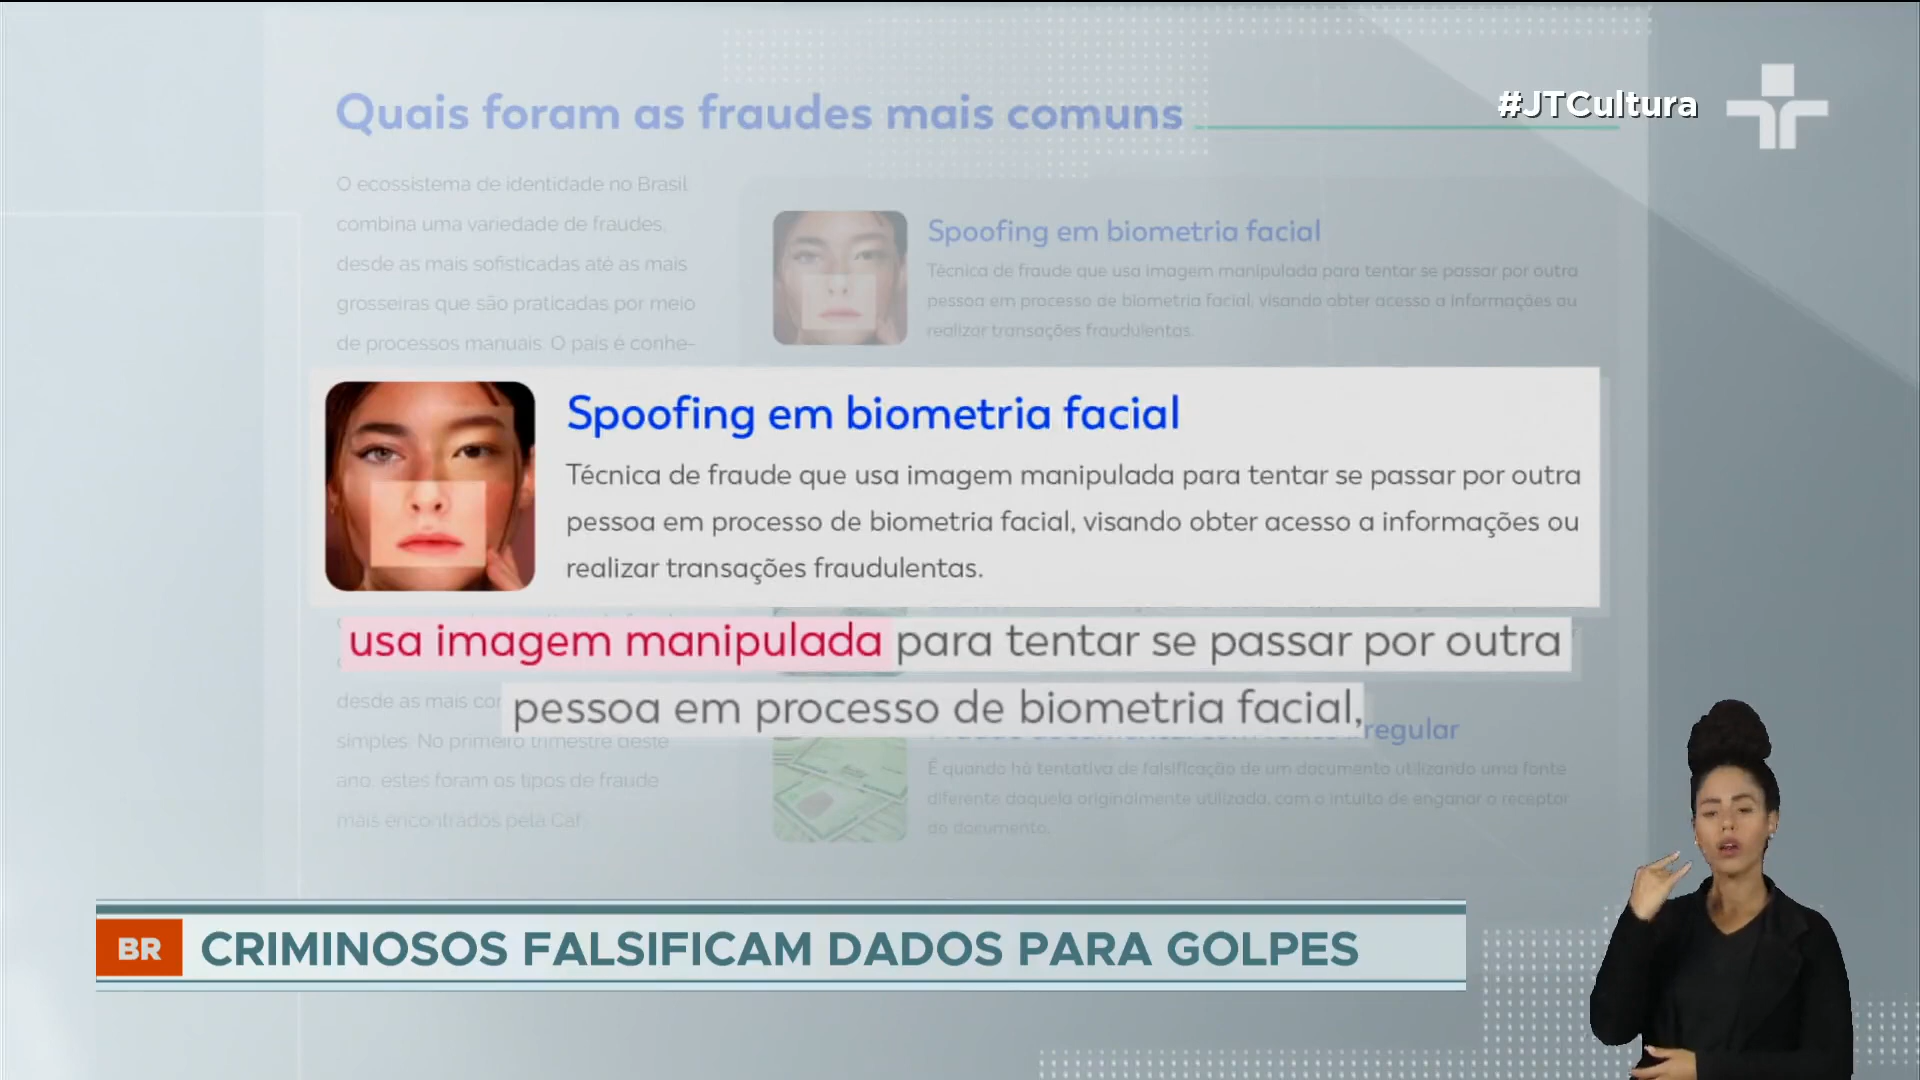 Quais foram as fraudes mais comuns
#JTCultura
O ecossistema de identidade no Brasil
combina uma variedade de fraudes,
desde as mais sofisticadas até as mais
grosseiras que são praticadas por meio
de processos manuais. O país é conhe-
Spoofing em biometria facial
Técnica de fraude que usa imagem manipulada para tentar se passar por outra
pessoa em processo de biometria facial, visando obter acesso a informações ou
realizar transações fraudulentas.
Spoofing em biometria facial
Técnica de fraude que usa imagem manipulada para tentar se passar por outra
pessoa em processo de biometria facial, visando obter acesso a informações ou
realizar transações fraudulentas.
usa imagem manipulada para tentar se passar por outra
pessoa em processo de biometria facial,
desde as mais
simples. No primeiro trimestre deste
ano, estes foram os tipos de fraude
mais encontrados pela Caf:
regular
É quando há tentativa de falsificação de um documento utilizando uma fonte
diferente daquela originalmente utilizada, com o intuito de enganar o receptor
do documento.
BR CRIMINOSOS FALSIFICAM DADOS PARA GOLPES